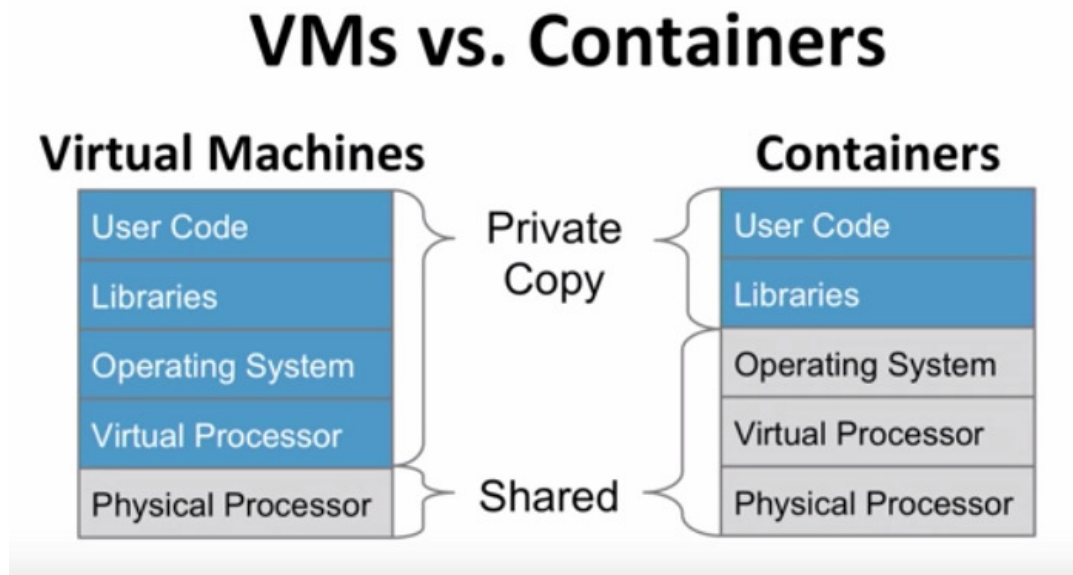 VMs vs. Containers
Virtual Machines
User Code
Libraries
Operating System
Virtual Processor
Physical Processor
Private
Copy
Shared
Containers
User Code
Libraries
Operating System
Virtual Processor
Physical Processor